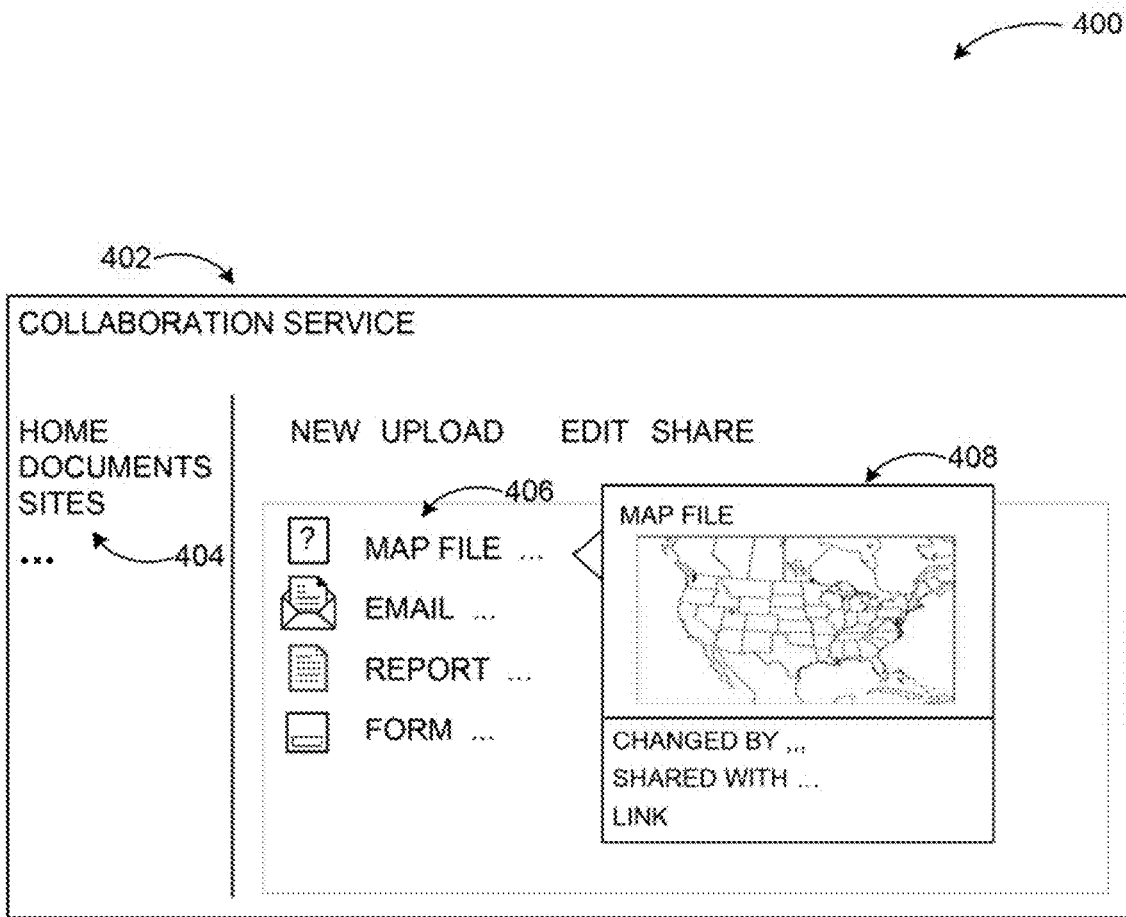 400
402
COLLABORATION SERVICE
HOME
DOCUMENTS
SITES
...
404
NEW UPLOAD EDIT SHARE
406
408
? MAP FILE ...
EMAIL ...
REPORT ...
FORM ...
MAP FILE
CHANGED BY ,,,
SHARED WITH ...
LINK